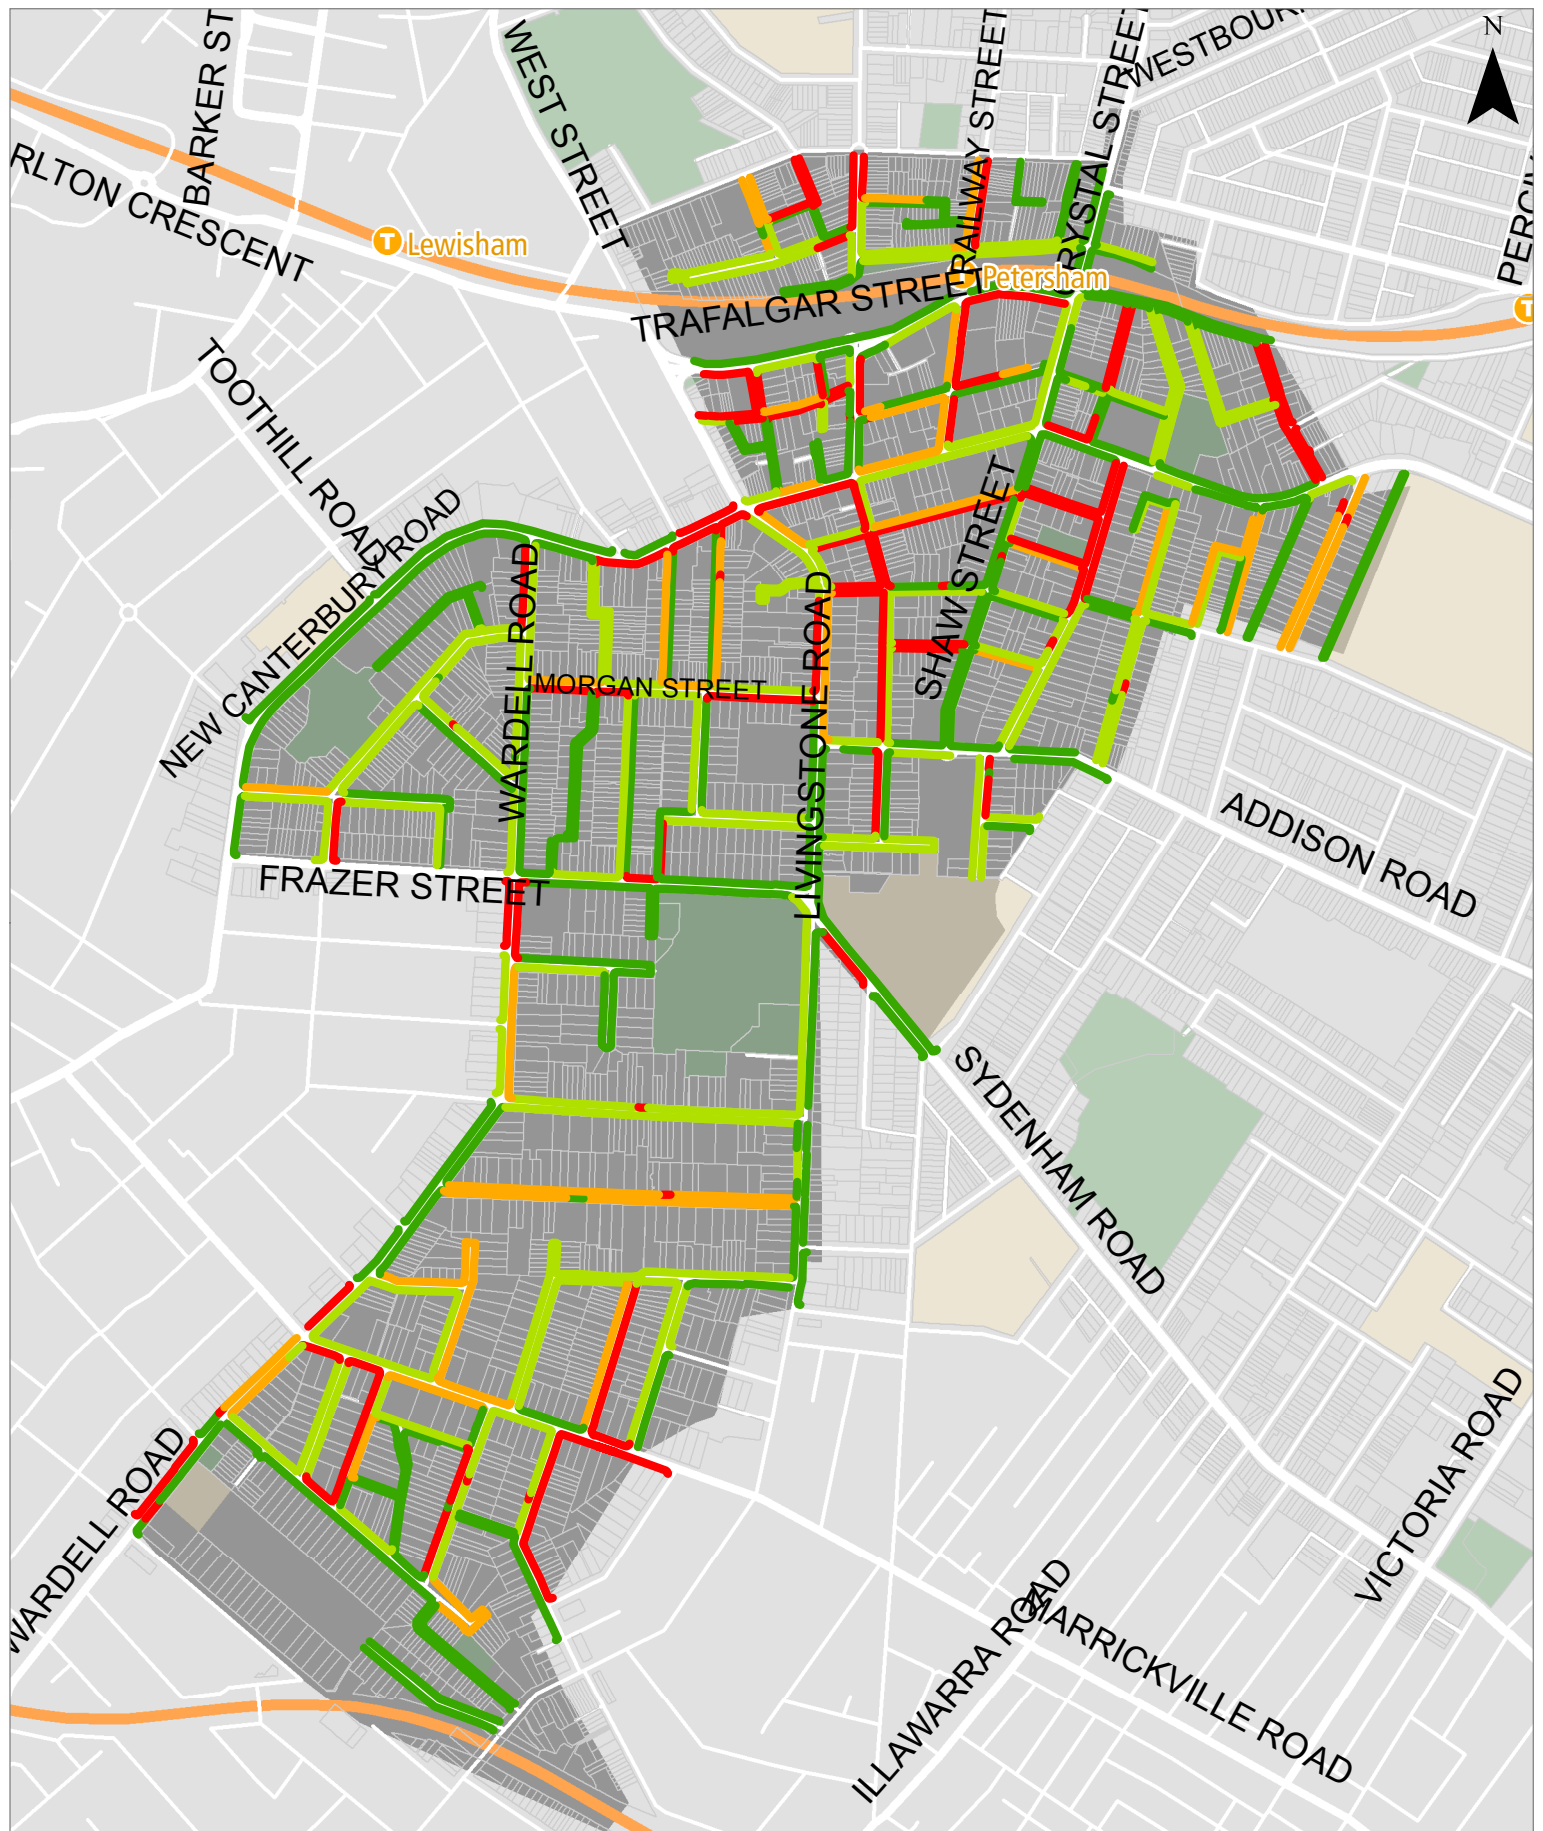 N
BARKER ST
WEST STREET
RAILWAY STREET
CRYSTAL STREET
RLTON CRESCENT
T Lewisham
T Petersham
T
TRAFALGAR STREET
TOOTHILL ROAD
NEW CANTERBURY ROAD
WARDELL ROAD
MORGAN STREET
LIVINGSTONE ROAD
SHAW STREET
ADDISON ROAD
FRAZER STREET
SYDENHAM ROAD
VICTORIA ROAD
WARDELL ROAD
ILLAWARRA ROAD
MARRICKVILLE ROAD